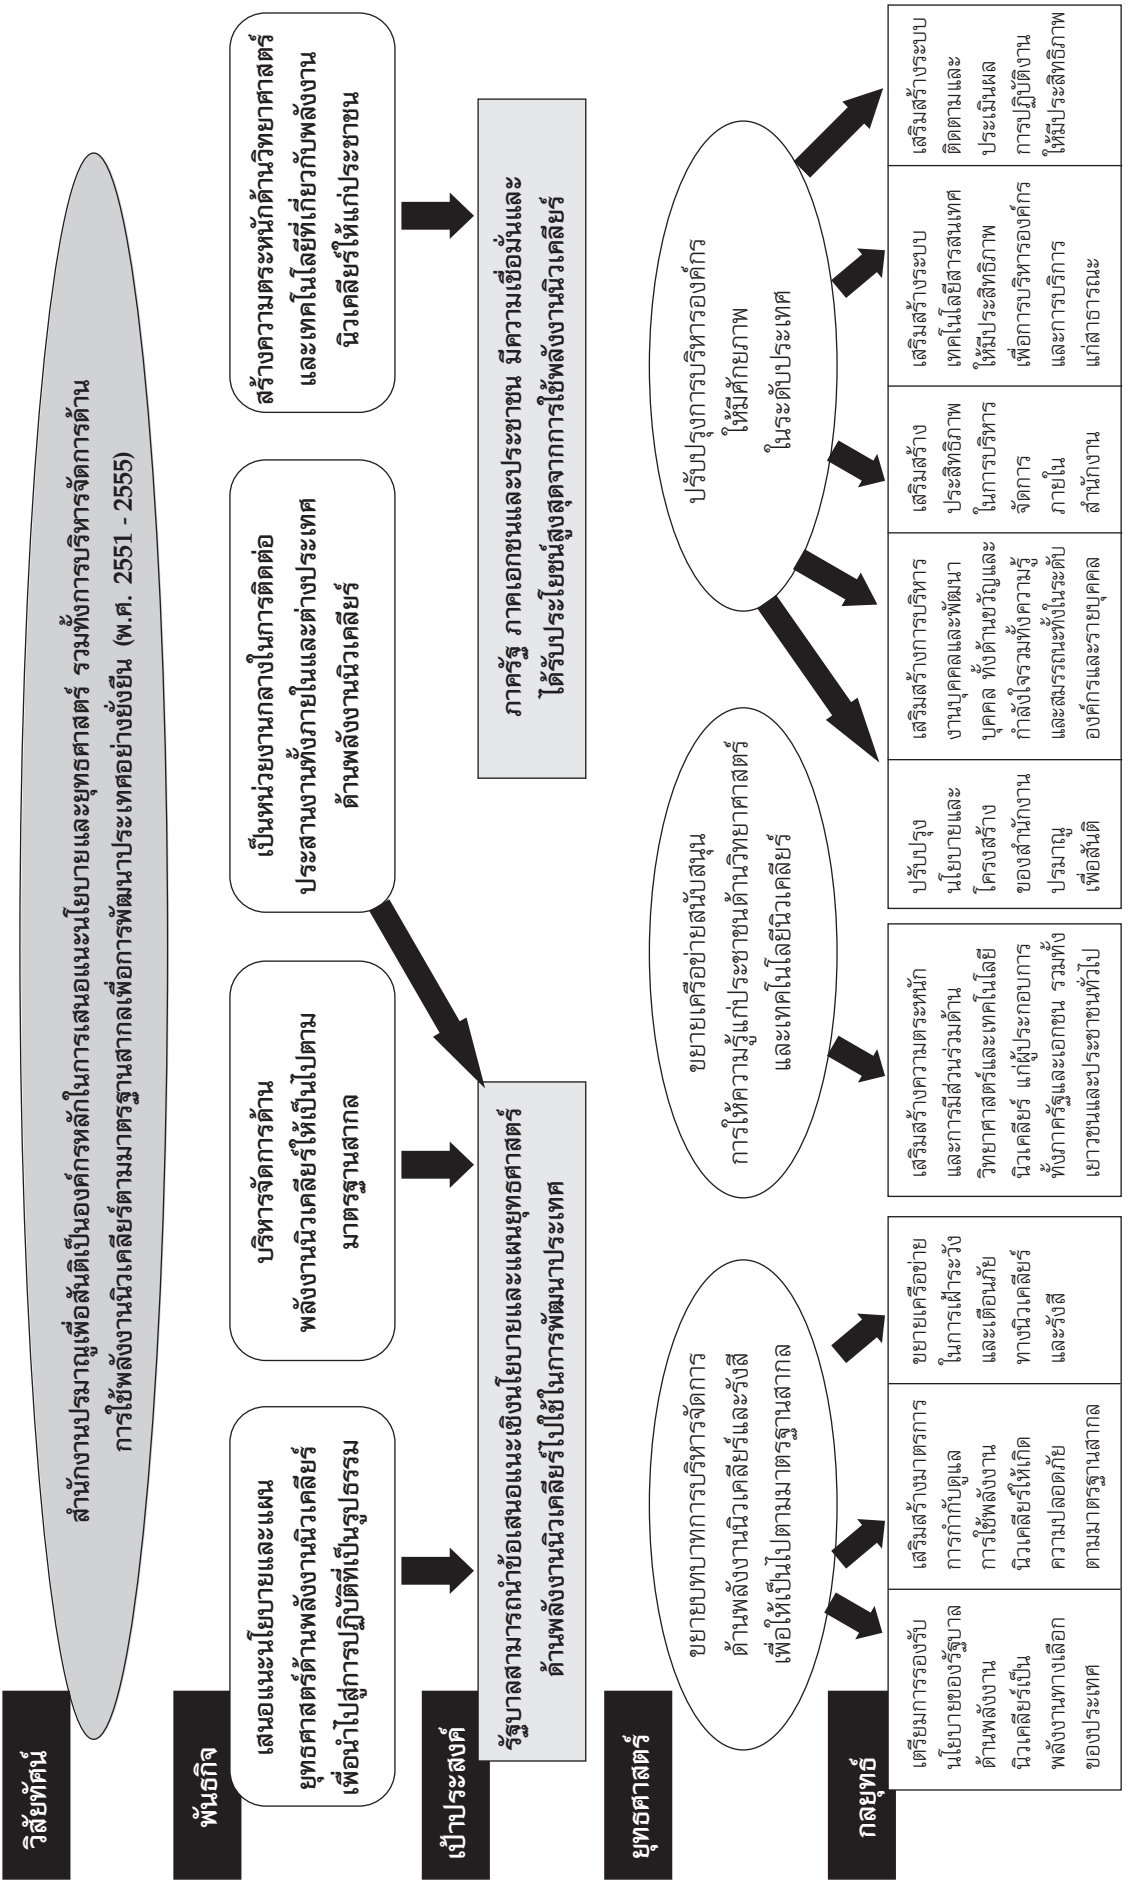 วิสัยทัศน์
สำนักงานปรมาณูเพื่อสันติเป็นองค์กรหลักในการเสนอแนะนโยบายและยุทธศาสตร์ รวมทั้งการบริหารจัดการด้าน
การใช้พลังงานนิวเคลียร์ตามมาตรฐานสากลเพื่อการพัฒนาประเทศอย่างยั่งยืน (พ.ศ. 2551 - 2555)
พันธกิจ
เสนอแนะนโยบายและแผน
ยุทธศาสตร์ด้านพลังงานนิวเคลียร์
เพื่อนำไปสู่การปฏิบัติที่เป็นรูปธรรม
บริหารจัดการด้าน
พลังงานนิวเคลียร์ให้เป็นไปตาม
มาตรฐานสากล
เป็นหน่วยงานกลางในการติดต่อ
ประสานงานทั้งภายในและต่างประเทศ
ด้านพลังงานนิวเคลียร์
สร้างความตระหนักด้านวิทยาศาสตร์
และเทคโนโลยีที่เกี่ยวกับพลังงาน
นิวเคลียร์ให้แก่ประชาชน
เป้าประสงค์
รัฐบาลสามารถนำข้อเสนอแนะเชิงนโยบายและแผนยุทธศาสตร์
ด้านพลังงานนิวเคลียร์ไปใช้ในการพัฒนาประเทศ
ภาครัฐ ภาคเอกชนและประชาชน มีความเชื่อมั่นและ
ได้รับประโยชน์สูงสุดจากการใช้พลังงานนิวเคลียร์
ยุทธศาสตร์
ขยายบทบาทการบริหารจัดการ
ด้านพลังงานนิวเคลียร์และรังสี
เพื่อให้เป็นไปตามมาตรฐานสากล
ขยายเครือข่ายสนับสนุน
การให้ความรู้แก่ประชาชนด้านวิทยาศาสตร์
และเทคโนโลยีนิวเคลียร์
ปรับปรุงการบริหารองค์กร
ให้มีศักยภาพ
ในระดับประเทศ
กลยุทธ์
เตรียมการรองรับ
นโยบายของรัฐบาล
ด้านพลังงาน
นิวเคลียร์เป็น
พลังงานทางเลือก
ของประเทศ
เสริมสร้างมาตรการ
การกำกับดูแล
การใช้พลังงาน
นิวเคลียร์ให้เกิด
ความปลอดภัย
ตามมาตรฐานสากล
ขยายเครือข่าย
ในการเฝ้าระวัง
และเตือนภัย
ทางนิวเคลียร์
และรังสี
เสริมสร้างความตระหนัก
และการมีส่วนร่วมด้าน
วิทยาศาสตร์และเทคโนโลยี
นิวเคลียร์ แก่ผู้ประกอบการ
ทั้งภาครัฐและเอกชน รวมทั้ง
เยาวชนและประชาชนทั่วไป
ปรับปรุง
นโยบายและ
โครงสร้าง
ของสำนักงาน
ปรมาณู
เพื่อสันติ
เสริมสร้างการบริหาร
งานบุคคลและพัฒนา
บุคคล ทั้งด้านขวัญและ
กำลังใจรวมทั้งความรู้
และสมรรถนะทั้งในระดับ
องค์กรและรายบุคคล
เสริมสร้าง
ประสิทธิภาพ
ในการบริหาร
จัดการ
ภายใน
สำนักงาน
เสริมสร้างระบบ
เทคโนโลยีสารสนเทศ
ให้มีประสิทธิภาพ
เพื่อการบริหารองค์กร
และการบริการ
แก่สาธารณะ
เสริมสร้างระบบ
ติดตามและ
ประเมินผล
การปฏิบัติงาน
ให้มีประสิทธิภาพ